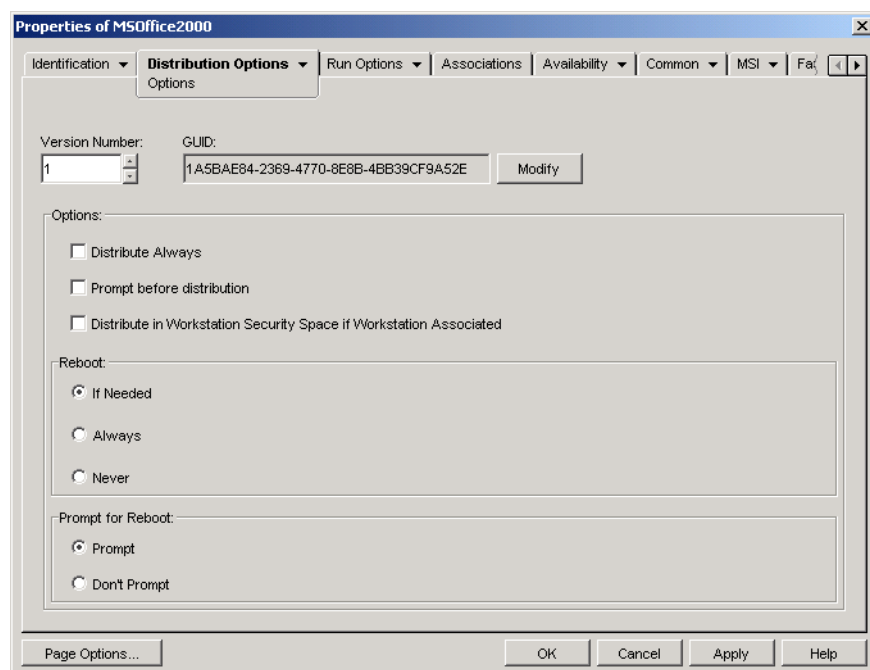 Properties of MSOffice2000
Identification Distribution Options Run Options Associations Availability Common MSI
Options
Version Number: GUID:
1 1A5BAE84-2369-4770-8E8B-4BB39CF9A52E Modify
Options:
Distribute Always
Prompt before distribution
Distribute in Workstation Security Space if Workstation Associated
Reboot:
If Needed
Always
Never
Prompt for Reboot:
Prompt
Don't Prompt
Page Options... OK Cancel Apply Help